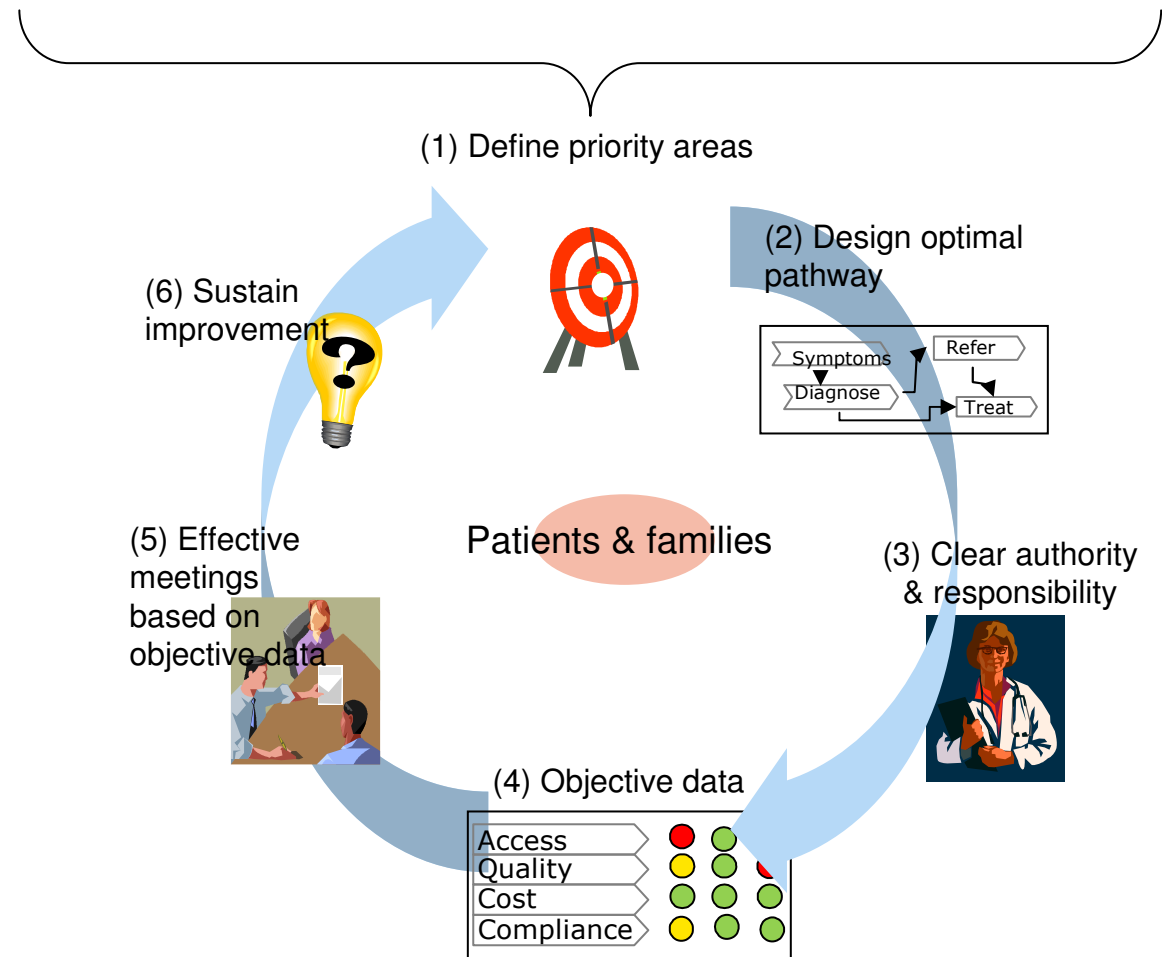 (1) Define priority areas
(2) Design optimal
pathway
Symptoms
Refer
Diagnose
Treat
(6) Sustain
improvement
?
Patients & families
(3) Clear authority
& responsibility
(5) Effective
meetings
based on
objective data
(4) Objective data
Access
Quality
Cost
Compliance